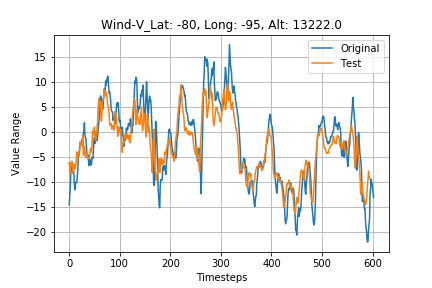 Wind-V_Lat: -80, Long: -95, Alt: 13222.0
Original
Test
Value Range
15
10
5
0
−5
−10
−15
−20
0 100 200 300 400 500 600
Timesteps